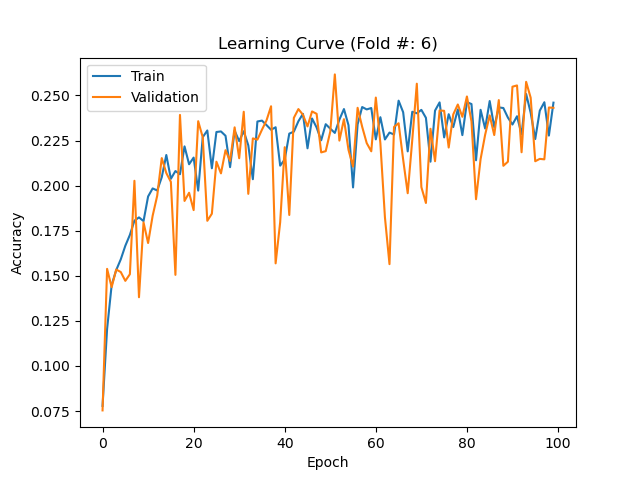 Learning Curve (Fold #: 6)
Train
Validation
Accuracy
0.250
0.225
0.200
0.175
0.150
0.125
0.100
0.075
0 20 40 60 80 100
Epoch